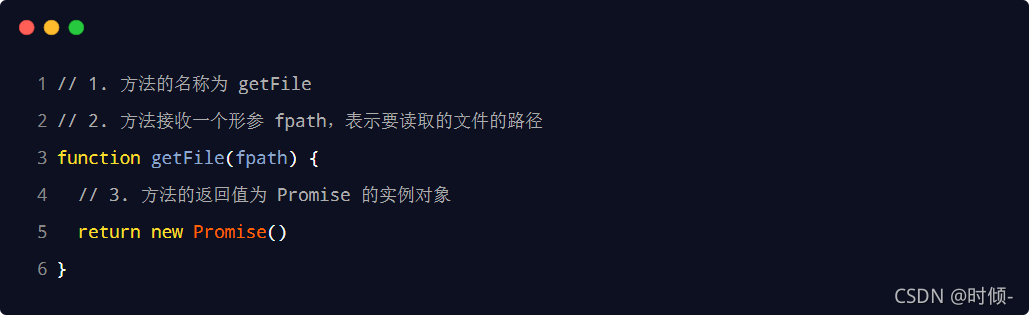 1 // 1. 方法的名称为 getFile
2 // 2. 方法接收一个形参 fpath，表示要读取的文件的路径
3 function getFile(fpath) {
4   // 3. 方法的返回值为 Promise 的实例对象
5   return new Promise()
6 }
CSDN @时倾-